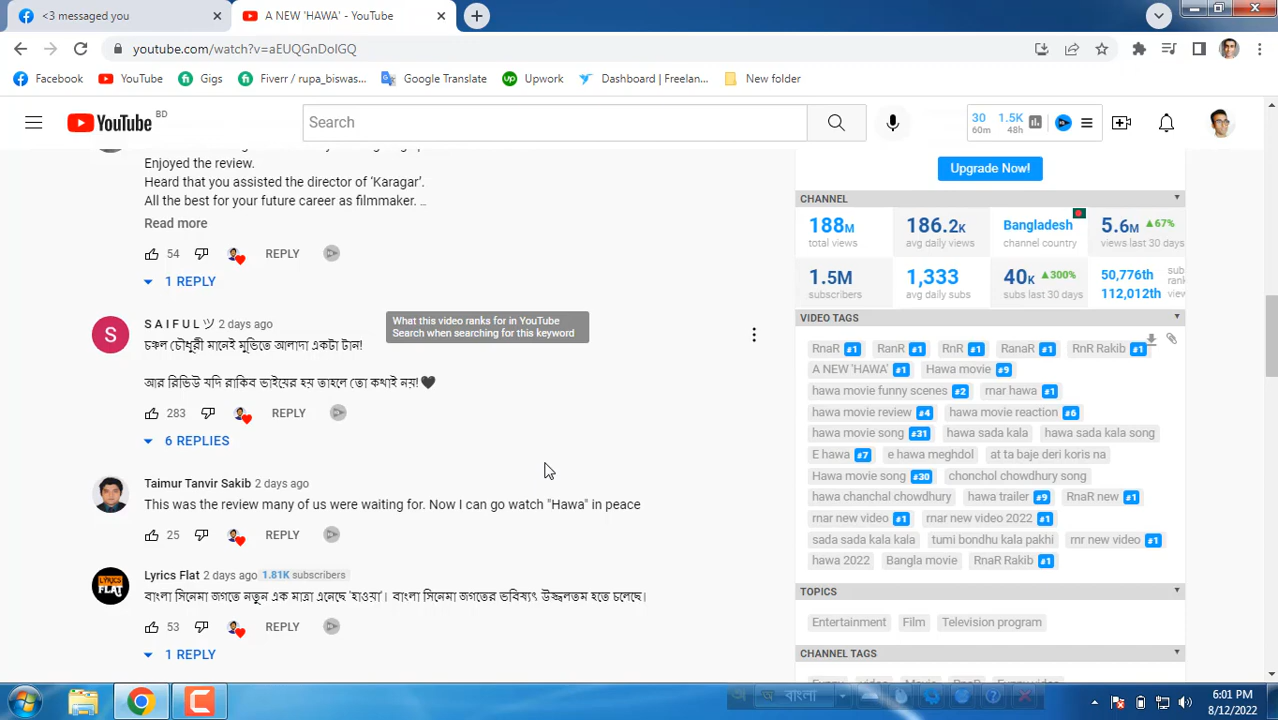 <3 messaged you
A NEW 'HAWA' - YouTube
youtube.com/watch?v=aEUQGnDolGQ
Facebook YouTube Gigs Fiverr / rupa_biswas... Google Translate Upwork Dashboard | Freelan... New folder
YouTube BD
Search
30 60m 1.5K 48h
Enjoyed the review.
Heard that you assisted the director of 'Karagar'.
All the best for your future career as filmmaker. ...
Read more
54 REPLY
1 REPLY
S A I F U L ツ 2 days ago
What this video ranks for in YouTube
Search when searching for this keyword
চঞ্চল চৌধুরী মানেই মুভিতে আলাদা একটা টান!
আর রিভিউ যদি রাকিব ভাইয়ের হয় তাহলে তো কথাই নয়! 🖤
283 REPLY
6 REPLIES
Taimur Tanvir Sakib 2 days ago
This was the review many of us were waiting for. Now I can go watch "Hawa" in peace
25 REPLY
LYRICS FLAT
Lyrics Flat 2 days ago 1.81K subscribers
বাংলা সিনেমা জগতে নতুন এক মাত্রা এনেছে 'হাওয়া'। বাংলা সিনেমা জগতের ভবিষ্যৎ উজ্জ্বলতম হতে চলেছে।
53 REPLY
1 REPLY
Upgrade Now!
CHANNEL
188M 186.2K Bangladesh 5.6M ▲67%
total views avg daily views channel country views last 30 days
1.5M 1,333 40K ▲300% 50,776th
subscribers avg daily subs subs last 30 days 112,012th
VIDEO TAGS
RnaR #1 RanR #1 RnR #1 RanaR #1 RnR Rakib #1
A NEW 'HAWA' #1 Hawa movie #9
hawa movie funny scenes #2 rnar hawa #1
hawa movie review #4 hawa movie reaction #6
hawa movie song #31 hawa sada kala hawa sada kala song
E hawa #7 e hawa meghdol at ta baje deri koris na
Hawa movie song #30 chonchol chowdhury song
hawa chanchal chowdhury hawa trailer #9 RnaR new #1
rnar new video #1 rnar new video 2022 #1
sada sada kala kala tumi bondhu kala pakhi rnr new video #1
hawa 2022 Bangla movie RnaR Rakib #1
TOPICS
Entertainment Film Television program
CHANNEL TAGS
বাংলা
6:01 PM
8/12/2022